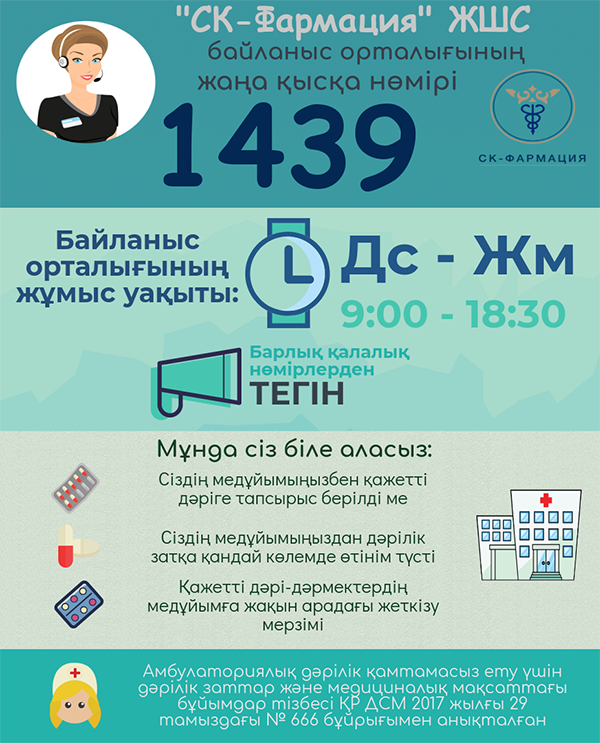 "СК-Фармация" ЖШС
байланыс орталығының
жаңа қысқа нөмірі
1439
СК-ФАРМАЦИЯ
Байланыс
орталығының
жұмыс уақыты:
Дс - Жм
9:00 - 18:30
Барлық қалалық
нөмірлерден
ТЕГІН
Мұнда сіз біле аласыз:
Сіздің медұйымыңызбен қажетті
дәріге тапсырыс берілді ме
Сіздің медұйымыңыздан дәрілік
затқа қандай көлемде өтінім түсті
Қажетті дәрі-дәрмектердің
медұйымға жақын арадағы жеткізу
мерзімі
Амбулаториялық дәрілік қамтамасыз ету үшін
дәрілік заттар және медициналық мақсаттағы
бұйымдар тізбесі ҚР ДСМ 2017 жылғы 29
тамыздағы № 666 бұйрығымен анықталған